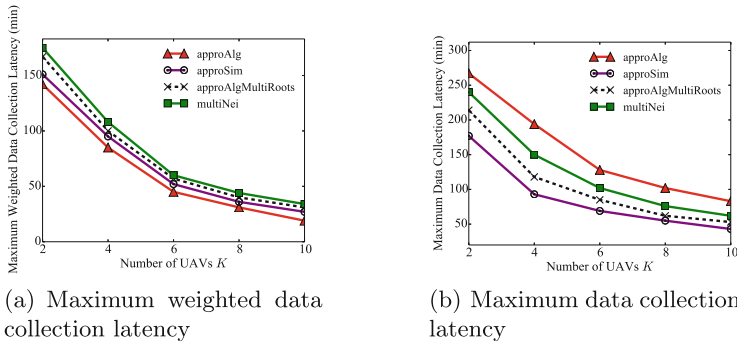 Maximum Weighted Data Collection Latency (min)
150
100
50
0
approAlg
approSim
approAlgMultiRoots
multiNei
2 4 6 8 10
Number of UAVs K
(a) Maximum weighted data
collection latency
Maximum Data Collection Latency (min)
300
250
200
150
100
50
approAlg
approSim
approAlgMultiRoots
multiNei
2 4 6 8 10
Number of UAVs K
(b) Maximum data collection
latency